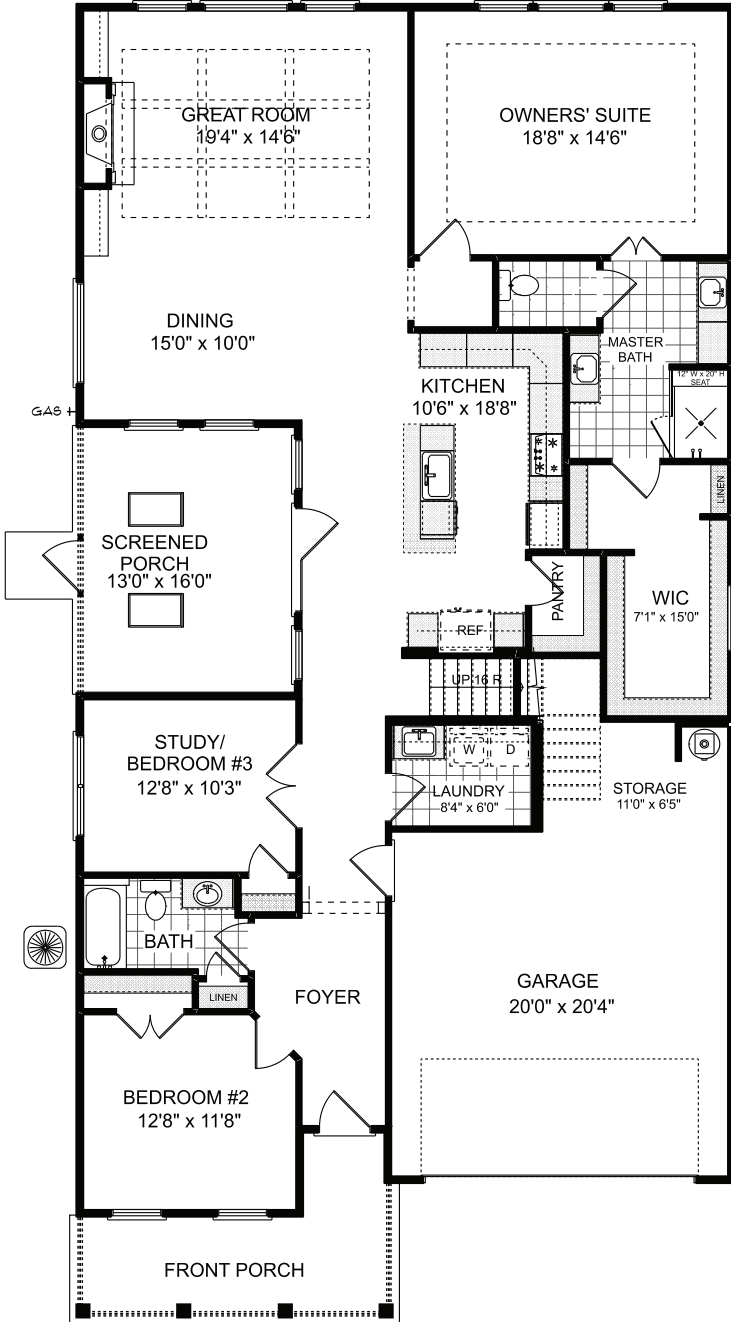 GREAT ROOM
19'4" x 14'6"
OWNERS' SUITE
18'8" x 14'6"
DINING
15'0" x 10'0"
MASTER
BATH
KITCHEN
10'6" x 18'8"
12" W x 20" H
SEAT
GAS
LINEN
SCREENED
PORCH
13'0" x 16'0"
PANTRY
WIC
7'1" x 15'0"
REF
UP 16 R
STUDY/
BEDROOM #3
12'8" x 10'3"
W
D
LAUNDRY
8'4" x 6'0"
STORAGE
11'0" x 6'5"
BATH
LINEN
FOYER
GARAGE
20'0" x 20'4"
BEDROOM #2
12'8" x 11'8"
FRONT PORCH